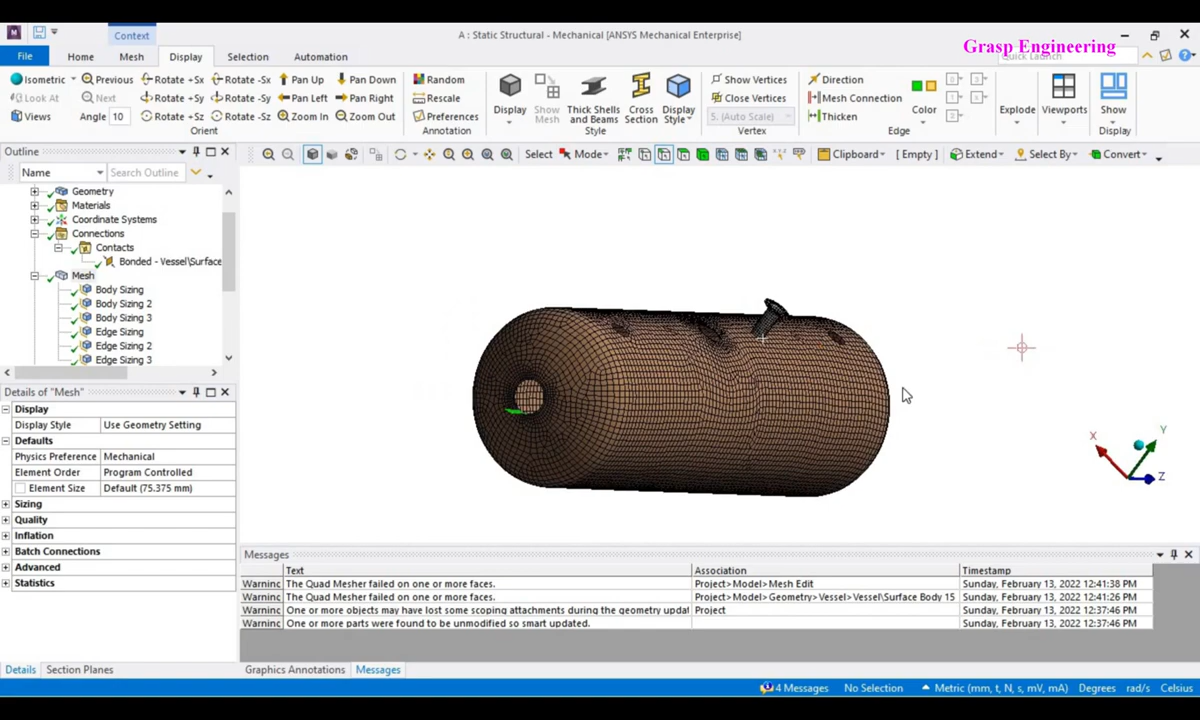 Context
A : Static Structural - Mechanical [ANSYS Mechanical Enterprise]
Grasp Engineering
File Home Mesh Display Selection Automation
Quick Launch
Isometric Previous Rotate +Sx Rotate -Sx Pan Up Pan Down Random
Look At Next Rotate +Sy Rotate -Sy Pan Left Pan Right Rescale
Views Angle 10 Rotate +Sz Rotate -Sz Zoom In Zoom Out Preferences
Orient Annotation
Display Show Mesh Thick Shells and Beams Cross Section Display Style
Style
Show Vertices
Close Vertices
5. (Auto Scale)
Vertex
Direction
Mesh Connection
Thicken
Color
Edge
Explode Viewports Show
Display
Outline
Name Search Outline
Select Mode Clipboard [ Empty ] Extend Select By Convert
Geometry
Materials
Coordinate Systems
Connections
Contacts
Bonded - Vessel\Surface
Mesh
Body Sizing
Body Sizing 2
Body Sizing 3
Edge Sizing
Edge Sizing 2
Edge Sizing 3
Details of "Mesh"
Display
Display Style Use Geometry Setting
Defaults
Physics Preference Mechanical
Element Order Program Controlled
Element Size Default (75.375 mm)
Sizing
Quality
Inflation
Batch Connections
Advanced
Statistics
X
Y
Z
Messages
Text Association Timestamp
Warninc The Quad Mesher failed on one or more faces. Project>Model>Mesh Edit Sunday, February 13, 2022 12:41:38 PM
Warninc The Quad Mesher failed on one or more faces. Project>Model>Geometry>Vessel>Vessel\Surface Body 15 Sunday, February 13, 2022 12:41:26 PM
Warninc One or more objects may have lost some scoping attachments during the geometry updat Project Sunday, February 13, 2022 12:37:46 PM
Warninc One or more parts were found to be unmodified so smart updated. Sunday, February 13, 2022 12:37:46 PM
Details Section Planes Graphics Annotations Messages
4 Messages No Selection Metric (mm, t, N, s, mV, mA) Degrees rad/s Celsius